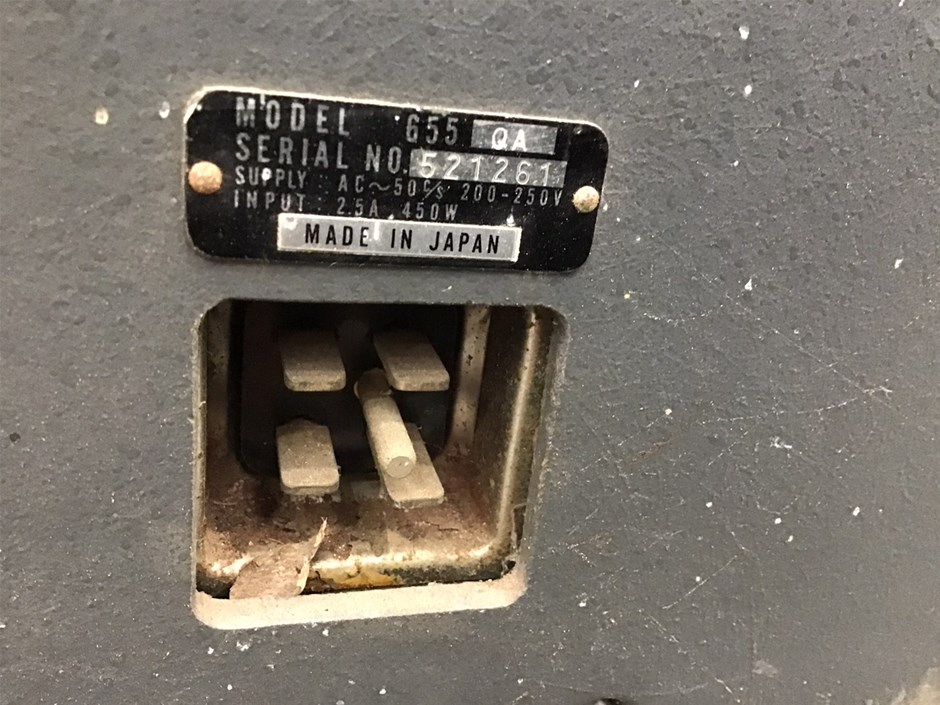 MODEL 655 QA
SERIAL NO. 521261
SUPPLY AC~50C/S 200-250V
INPUT 2.5A 450W
MADE IN JAPAN